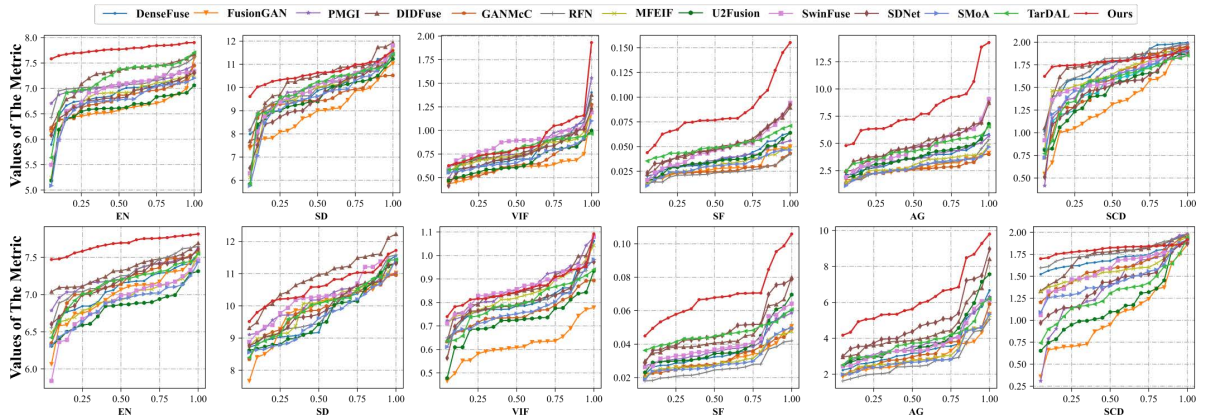 DenseFuse FusionGAN PMGI DIDFuse GANMcC RFN MFEIF U2Fusion SwinFuse SDNet SMoA TarDAL Ours
Values of The Metric
8.0
7.5
7.0
6.5
6.0
5.5
5.0
0.25 0.50 0.75 1.00
EN
12
11
10
9
8
7
6
0.25 0.50 0.75 1.00
SD
2.00
1.75
1.50
1.25
1.00
0.75
0.50
0.25 0.50 0.75 1.00
VIF
0.150
0.125
0.100
0.075
0.050
0.025
0.25 0.50 0.75 1.00
SF
12.5
10.0
7.5
5.0
2.5
0.25 0.50 0.75 1.00
AG
2.00
1.75
1.50
1.25
1.00
0.75
0.50
0.25 0.50 0.75 1.00
SCD
Values of The Metric
7.5
7.0
6.5
6.0
0.25 0.50 0.75 1.00
EN
12
11
10
9
8
0.25 0.50 0.75 1.00
SD
1.1
1.0
0.9
0.8
0.7
0.6
0.5
0.25 0.50 0.75 1.00
VIF
0.10
0.08
0.06
0.04
0.02
0.25 0.50 0.75 1.00
SF
10
8
6
4
2
0.25 0.50 0.75 1.00
AG
2.00
1.75
1.50
1.25
1.00
0.75
0.50
0.25
0.25 0.50 0.75 1.00
SCD